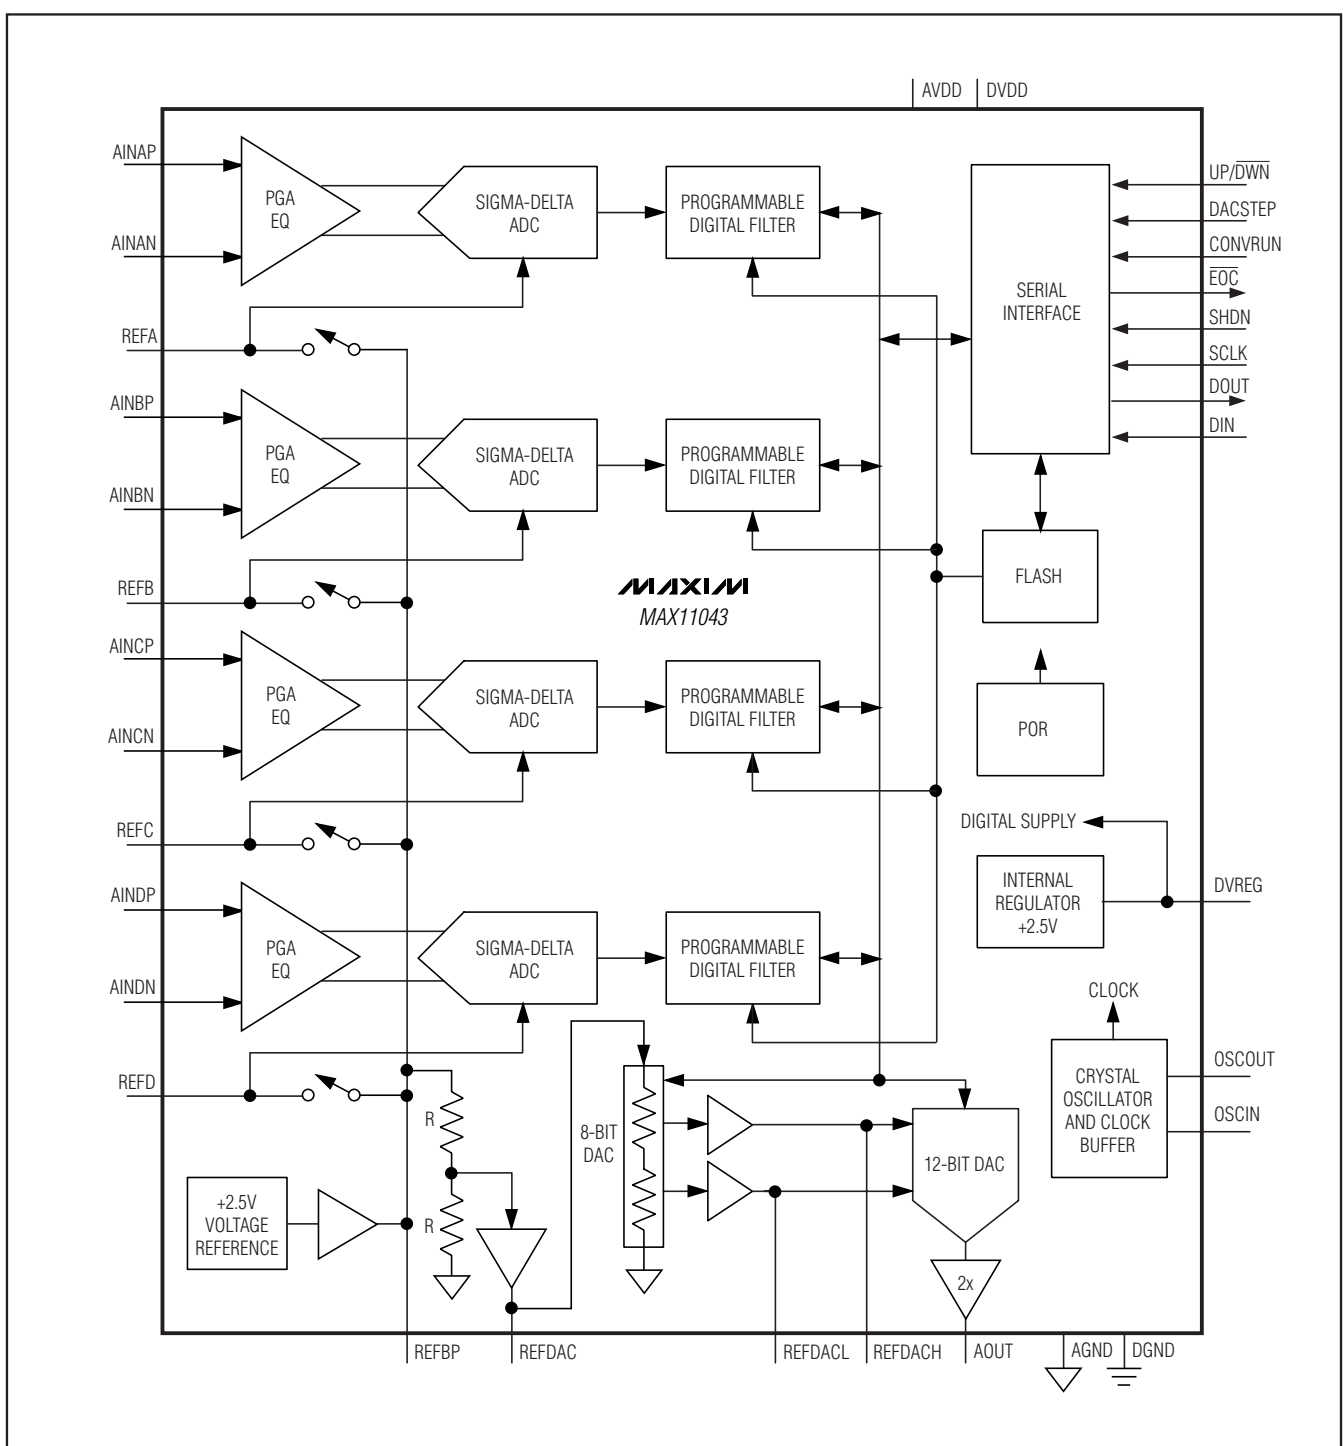 AVDD
DVDD
AINAP
PGA
EQ
SIGMA-DELTA
ADC
PROGRAMMABLE
DIGITAL FILTER
AINAN
REFA
SERIAL
INTERFACE
UP/DWN
DACSTEP
CONVRUN
EOC
SHDN
SCLK
DOUT
DIN
AINBP
PGA
EQ
SIGMA-DELTA
ADC
PROGRAMMABLE
DIGITAL FILTER
AINBN
REFB
MAXIM
MAX11043
FLASH
AINCP
PGA
EQ
SIGMA-DELTA
ADC
PROGRAMMABLE
DIGITAL FILTER
AINCN
REFC
POR
DIGITAL SUPPLY
INTERNAL
REGULATOR
+2.5V
DVREG
AINDP
PGA
EQ
SIGMA-DELTA
ADC
PROGRAMMABLE
DIGITAL FILTER
AINDN
REFD
CLOCK
CRYSTAL
OSCILLATOR
AND CLOCK
BUFFER
OSCOUT
OSCIN
R
R
8-BIT
DAC
12-BIT DAC
2x
+2.5V
VOLTAGE
REFERENCE
REFBP
REFDAC
REFDACL
REFDACH
AOUT
AGND
DGND